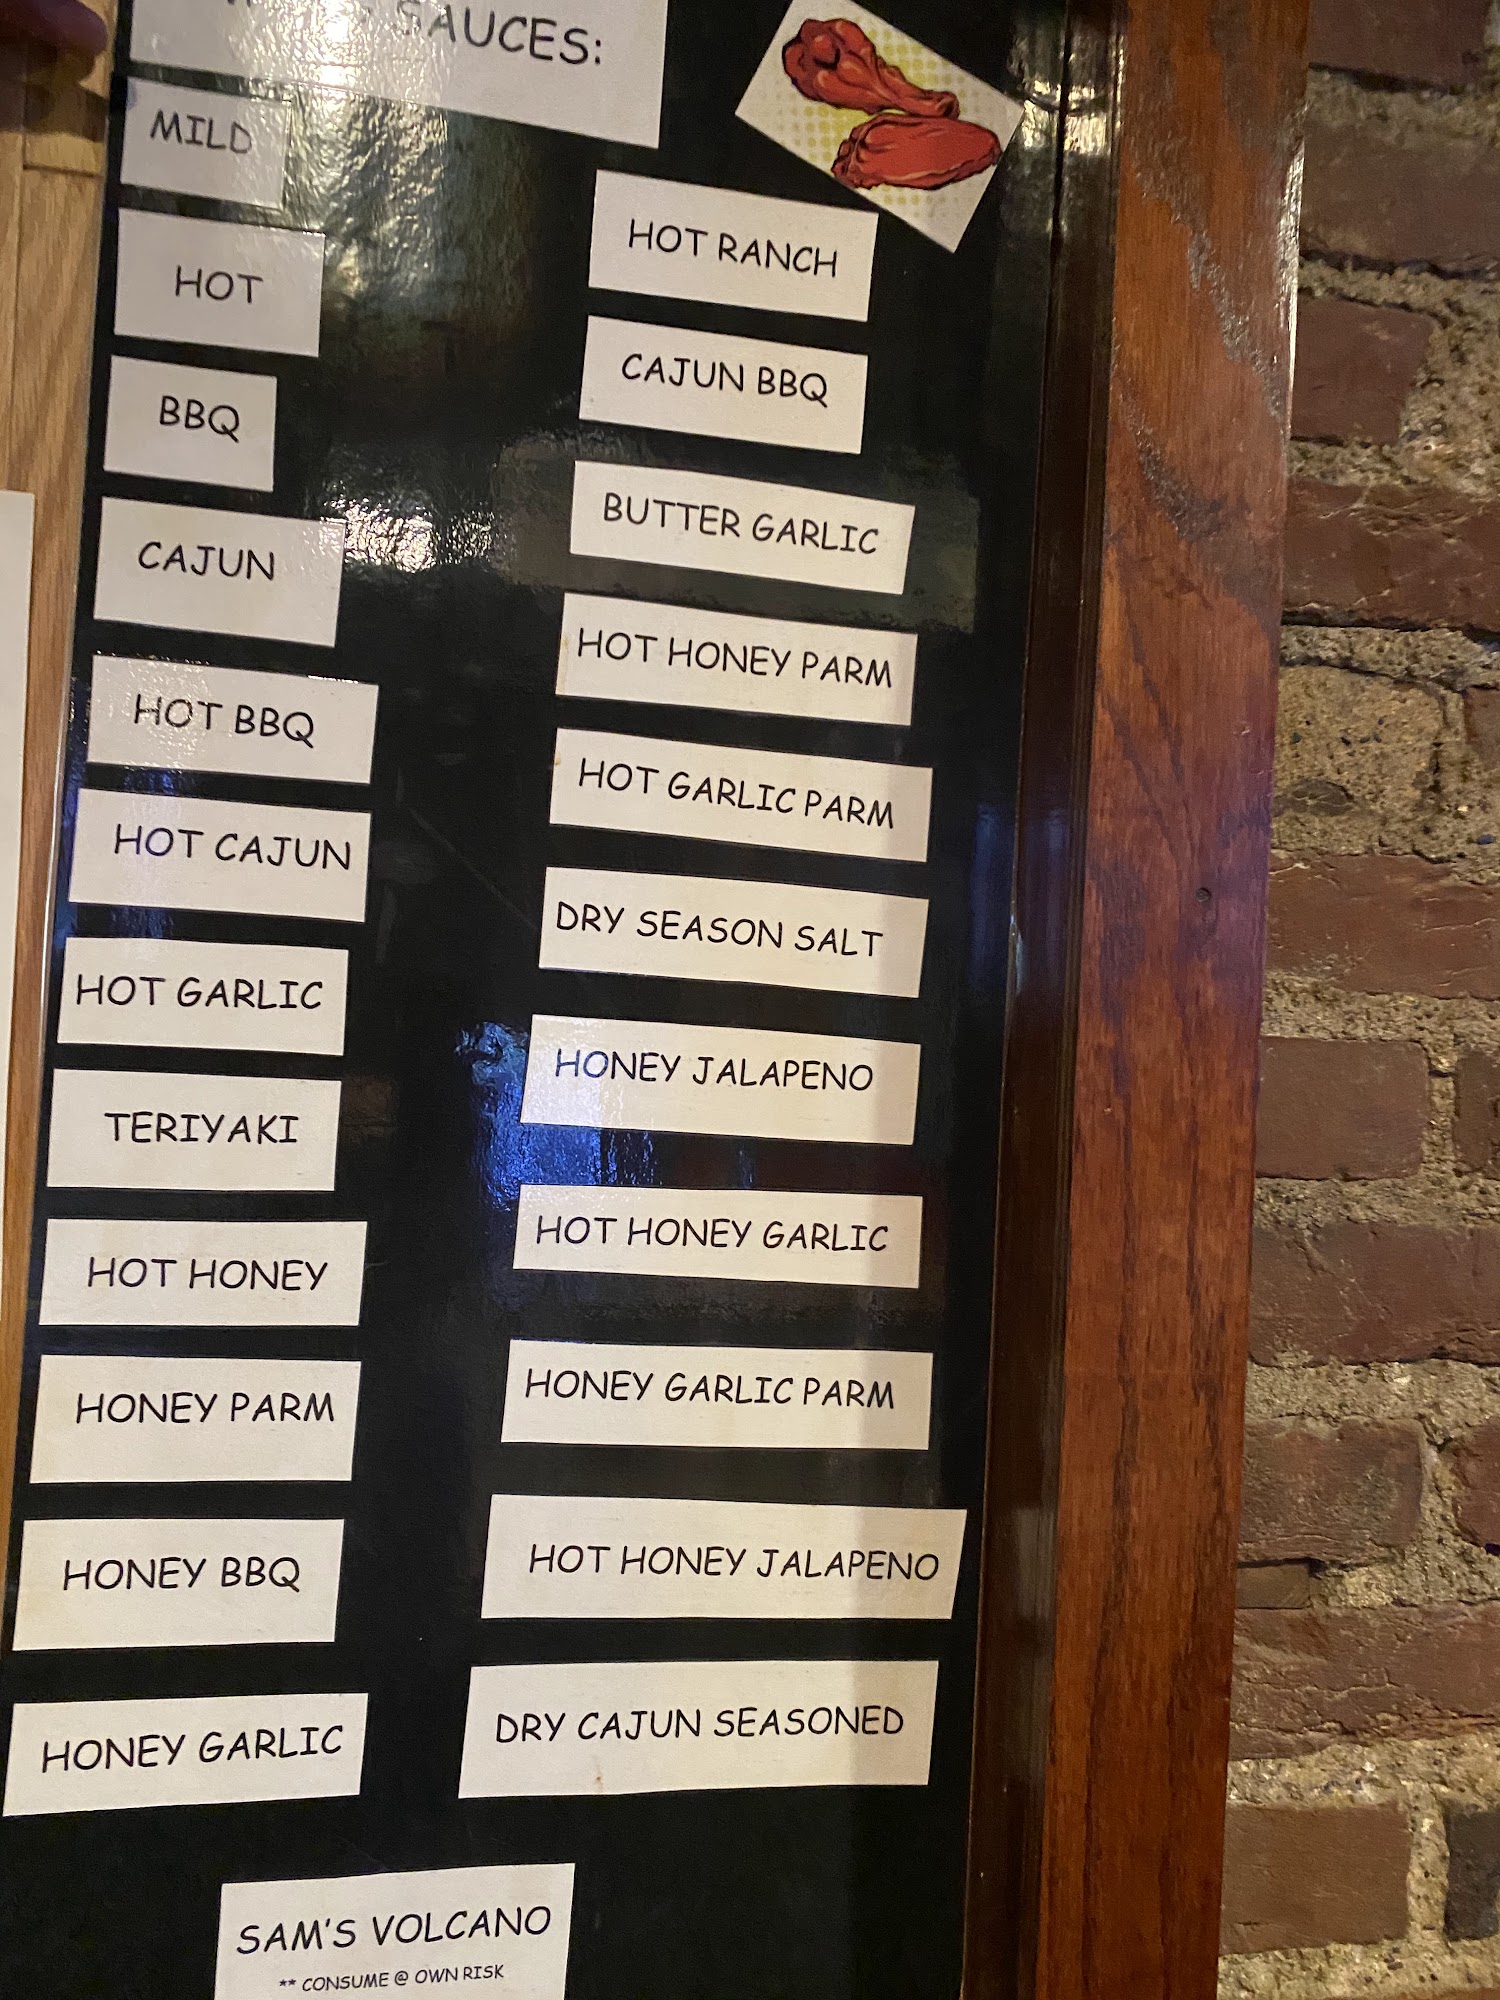 SAUCES:
MILD
HOT
BBQ
CAJUN
HOT BBQ
HOT CAJUN
HOT GARLIC
TERIYAKI
HOT HONEY
HONEY PARM
HONEY BBQ
HONEY GARLIC
HOT RANCH
CAJUN BBQ
BUTTER GARLIC
HOT HONEY PARM
HOT GARLIC PARM
DRY SEASON SALT
HONEY JALAPENO
HOT HONEY GARLIC
HONEY GARLIC PARM
HOT HONEY JALAPENO
DRY CAJUN SEASONED
SAM'S VOLCANO
** CONSUME @ OWN RISK